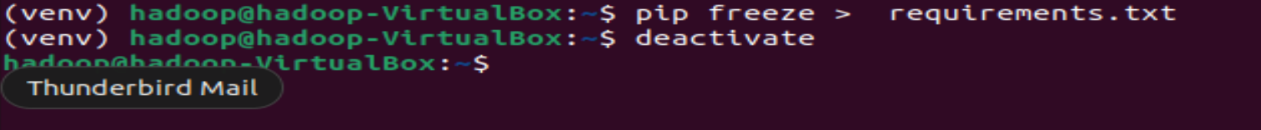 (venv) hadoop@hadoop-VirtualBox:~$ pip freeze >  requirements.txt
(venv) hadoop@hadoop-VirtualBox:~$ deactivate
hadoop@hadoop-VirtualBox:~$
Thunderbird Mail